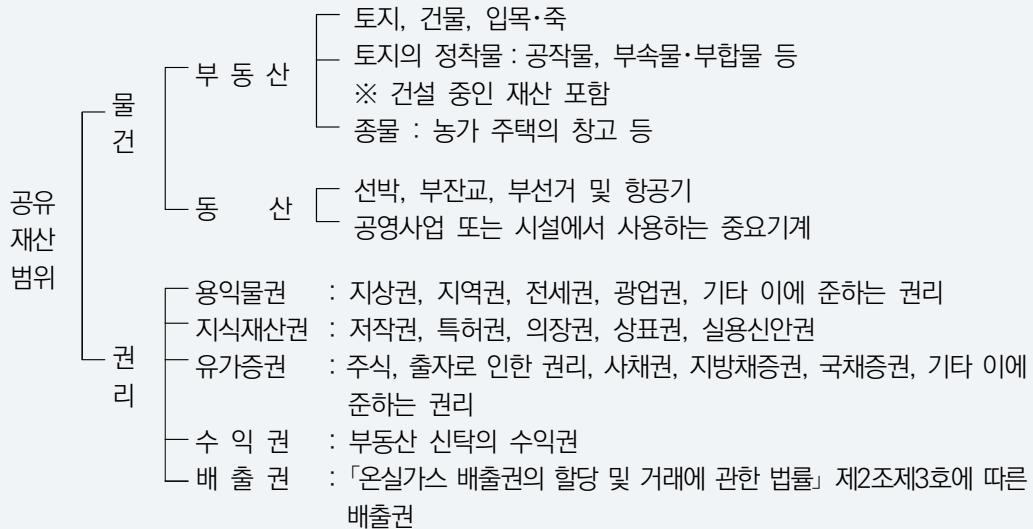 공유
재산
범위
물
건
부 동 산
토지, 건물, 입목·죽
토지의 정착물 : 공작물, 부속물·부합물 등
※ 건설 중인 재산 포함
종물 : 농가 주택의 창고 등
동 산
선박, 부잔교, 부선거 및 항공기
공영사업 또는 시설에서 사용하는 중요기계
권
리
용익물권 : 지상권, 지역권, 전세권, 광업권, 기타 이에 준하는 권리
지식재산권 : 저작권, 특허권, 의장권, 상표권, 실용신안권
유가증권 : 주식, 출자로 인한 권리, 사채권, 지방채증권, 국채증권, 기타 이에
준하는 권리
수 익 권 : 부동산 신탁의 수익권
배 출 권 : 「온실가스 배출권의 할당 및 거래에 관한 법률」 제2조제3호에 따른
배출권